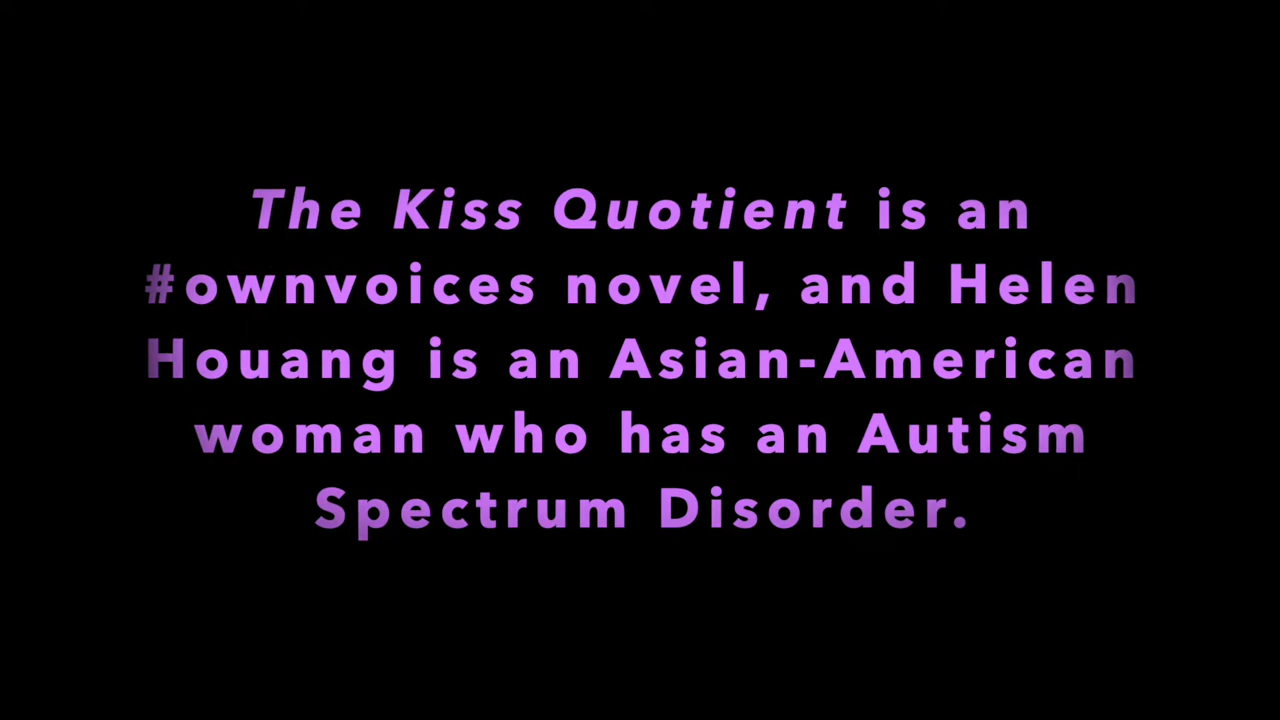 The Kiss Quotient is an
#ownvoices novel, and Helen
Houang is an Asian-American
woman who has an Autism
Spectrum Disorder.